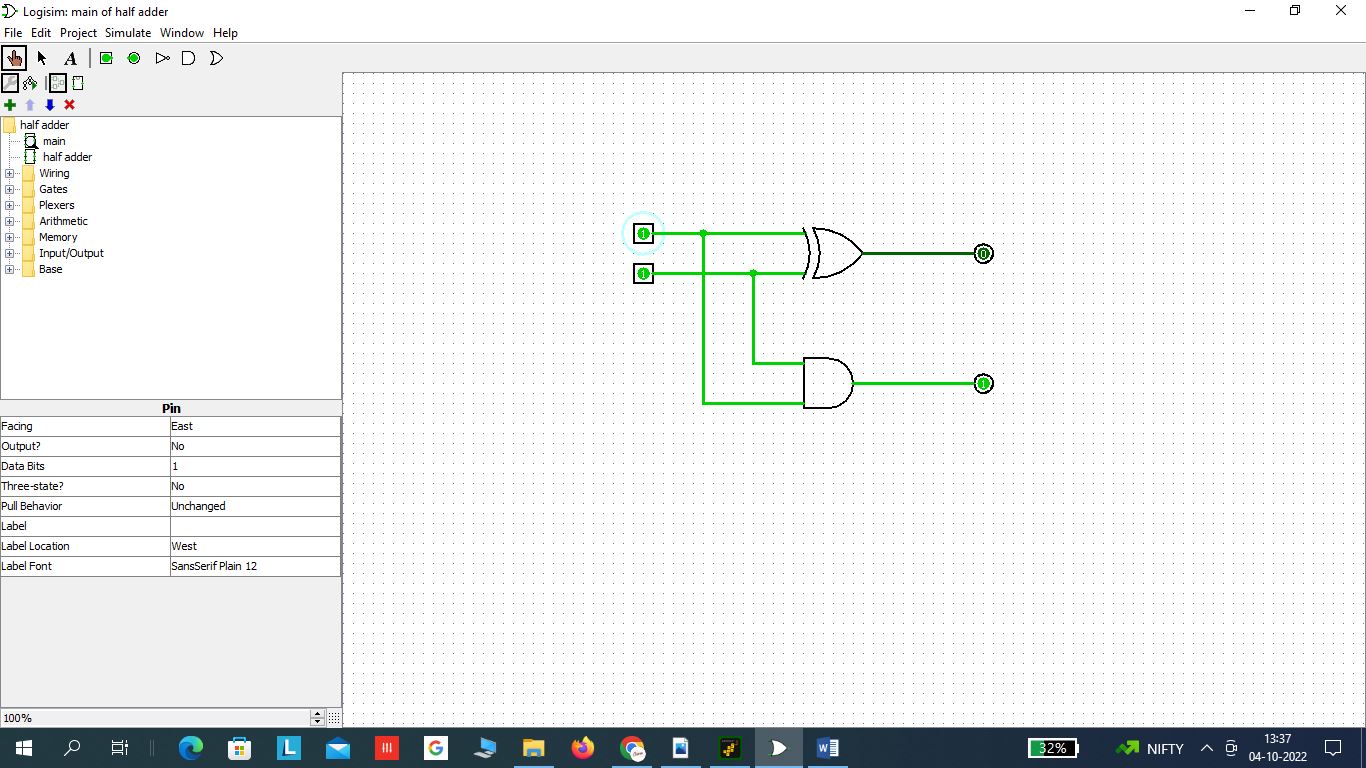 Logisim: main of half adder
File Edit Project Simulate Window Help
A
half adder
main
half adder
Wiring
Gates
Plexers
Arithmetic
Memory
Input/Output
Base
1
0
1
1
Pin
Facing East
Output? No
Data Bits 1
Three-state? No
Pull Behavior Unchanged
Label
Label Location West
Label Font SansSerif Plain 12
100%
L G W 32% NIFTY 13:37
04-10-2022